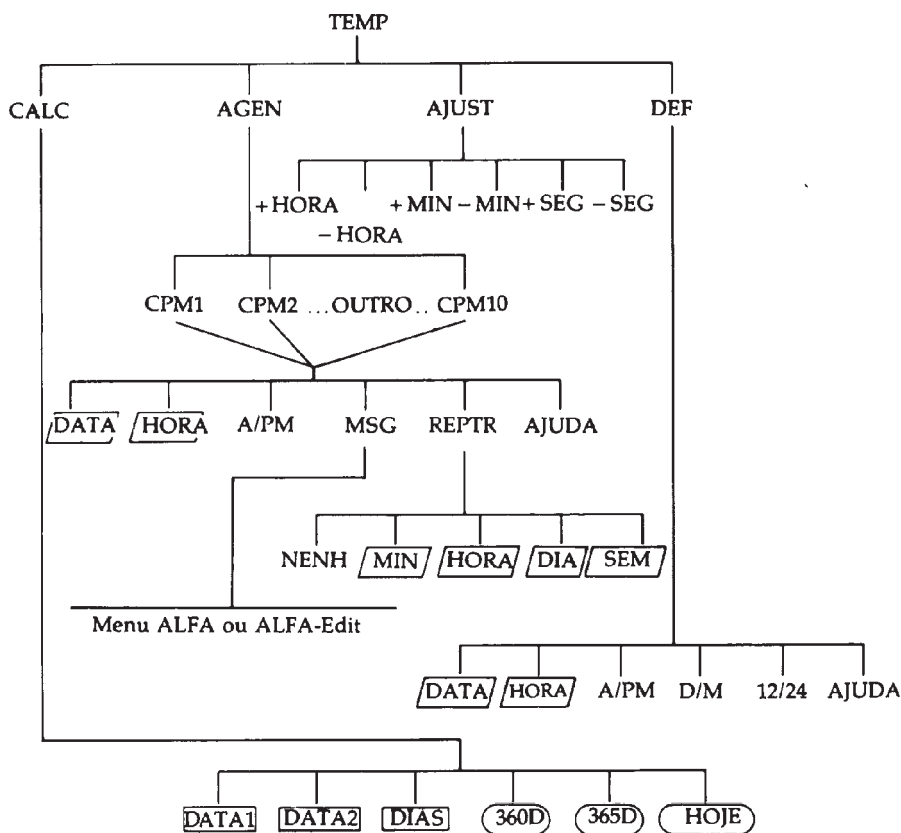 TEMP
CALC AGEN AJUST DEF
+HORA +MIN −MIN +SEG −SEG
−HORA
CPM1 CPM2 ...OUTRO.. CPM10
DATA HORA A/PM MSG REPTR AJUDA
NENH MIN HORA DIA SEM
Menu ALFA ou ALFA-Edit
DATA HORA A/PM D/M 12/24 AJUDA
DATA1 DATA2 DIAS 360D 365D HOJE